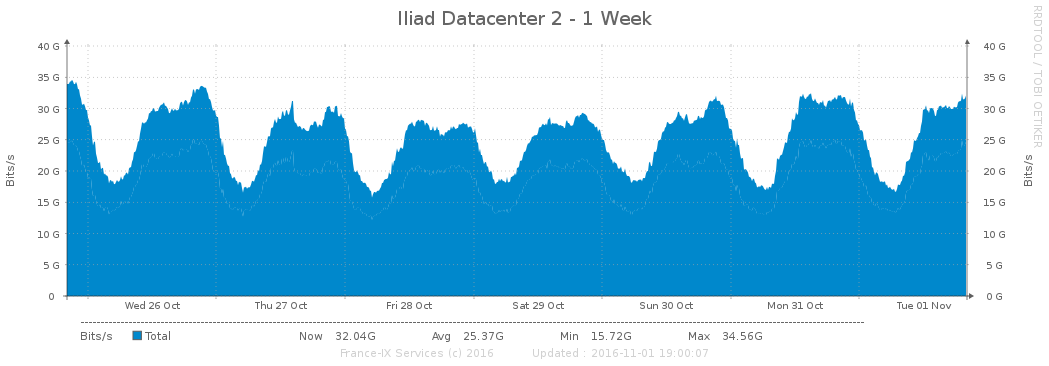 Iliad Datacenter 2 - 1 Week
RRDTOOL / TOBI OETIKER
Bits/s
40 G 40 G
35 G 35 G
30 G 30 G
25 G 25 G
20 G 20 G
15 G 15 G
10 G 10 G
5 G 5 G
0 0 G
Bits/s
Wed 26 Oct Thu 27 Oct Fri 28 Oct Sat 29 Oct Sun 30 Oct Mon 31 Oct Tue 01 Nov
Bits/s Total Now 32.04G Avg 25.37G Min 15.72G Max 34.56G
France-IX Services (c) 2016 Updated : 2016-11-01 19:00:07